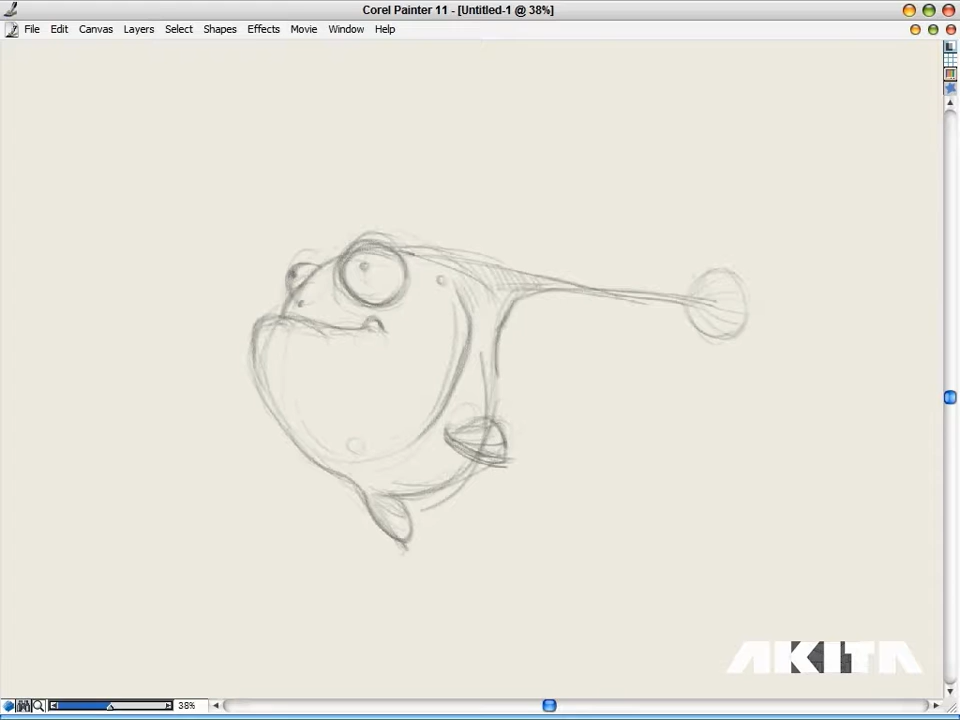 Corel Painter 11 - [Untitled-1 @ 38%]
File Edit Canvas Layers Select Shapes Effects Movie Window Help
AKITA
38%